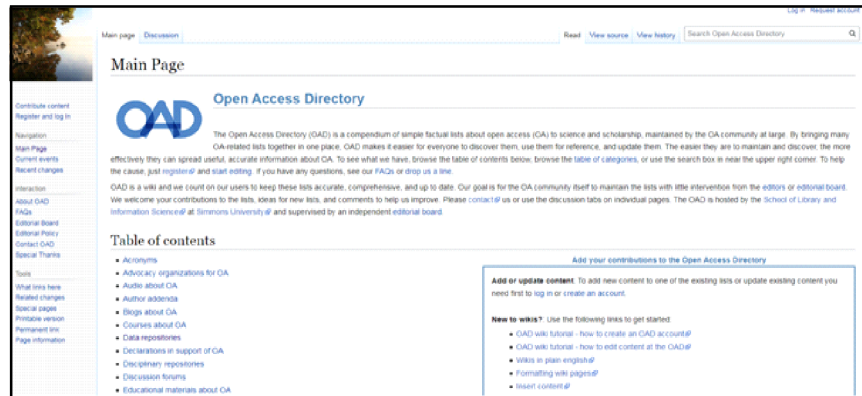 Log in Request account
Main page Discussion
Read View source View history Search Open Access Directory
Main Page
Contribute content
Register and log in
Navigation
Main Page
Current events
Recent changes
Interaction
About OAD
FAQs
Editorial Board
Editorial Policy
Contact OAD
Special Thanks
Tools
What links here
Related changes
Special pages
Printable version
Permanent link
Page information
OAD
Open Access Directory
The Open Access Directory (OAD) is a compendium of simple factual lists about open access (OA) to science and scholarship, maintained by the OA community at large. By bringing many
OA-related lists together in one place, OAD makes it easier for everyone to discover them, use them for reference, and update them. The easier they are to maintain and discover, the more
effectively they can spread useful, accurate information about OA. To see what we have, browse the table of contents below, browse the table of categories, or use the search box in near the upper right corner. To help
the cause, just register and start editing. If you have any questions, see our FAQs or drop us a line.
OAD is a wiki and we count on our users to keep these lists accurate, comprehensive, and up to date. Our goal is for the OA community itself to maintain the lists with little intervention from the editors or editorial board.
We welcome your contributions to the lists, ideas for new lists, and comments to help us improve. Please contact us or use the discussion tabs on individual pages. The OAD is hosted by the School of Library and
Information Science at Simmons University and supervised by an independent editorial board.
Table of contents
Acronyms
Advocacy organizations for OA
Audio about OA
Author addenda
Blogs about OA
Courses about OA
Data repositories
Declarations in support of OA
Disciplinary repositories
Discussion forums
Educational materials about OA
Add your contributions to the Open Access Directory
Add or update content: To add new content to one of the existing lists or update existing content you
need first to log in or create an account.
New to wikis? Use the following links to get started
OAD wiki tutorial - how to create an OAD account
OAD wiki tutorial - how to edit content at the OAD
Wikis in plain english
Formatting wiki pages
Insert content